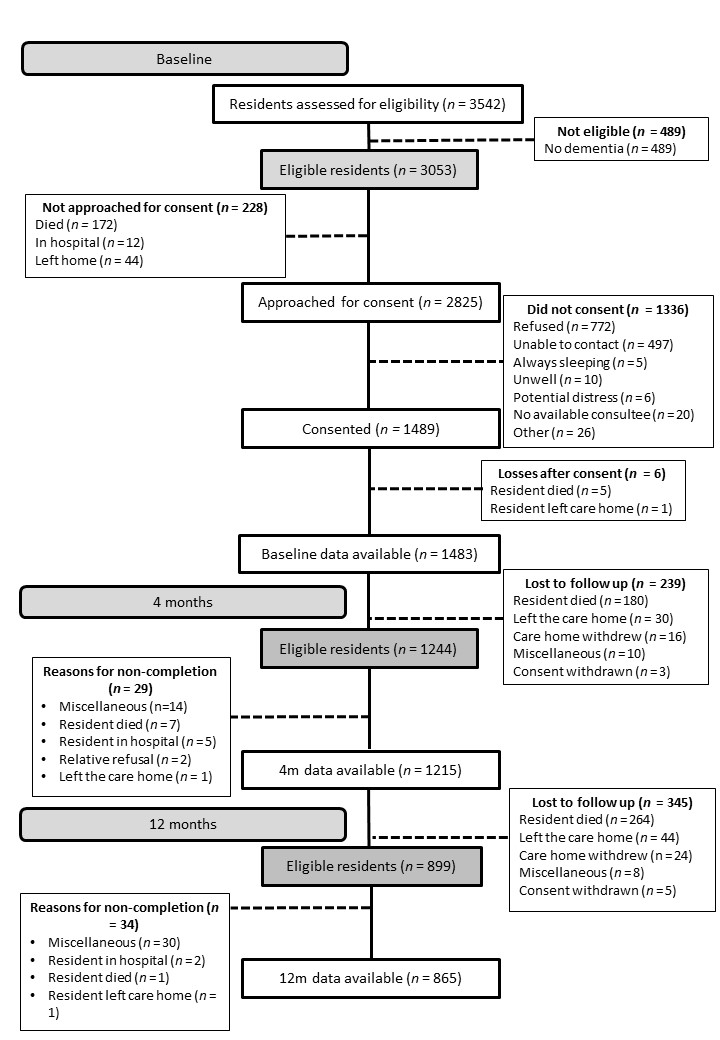 Baseline
Residents assessed for eligibility (n = 3542)
Not eligible (n = 489)
No dementia (n = 489)
Eligible residents (n = 3053)
Not approached for consent (n = 228)
Died (n = 172)
In hospital (n = 12)
Left home (n = 44)
Approached for consent (n = 2825)
Did not consent (n = 1336)
Refused (n = 772)
Unable to contact (n = 497)
Always sleeping (n = 5)
Unwell (n = 10)
Potential distress (n = 6)
No available consultee (n = 20)
Other (n = 26)
Consented (n = 1489)
Losses after consent (n = 6)
Resident died (n = 5)
Resident left care home (n = 1)
Baseline data available (n = 1483)
Lost to follow up (n = 239)
Resident died (n = 180)
Left the care home (n = 30)
Care home withdrew (n = 16)
Miscellaneous (n = 10)
Consent withdrawn (n = 3)
4 months
Eligible residents (n = 1244)
Reasons for non-completion
(n = 29)
• Miscellaneous (n=14)
• Resident died (n = 7)
• Resident in hospital (n = 5)
• Relative refusal (n = 2)
• Left the care home (n = 1)
4m data available (n = 1215)
Lost to follow up (n = 345)
Resident died (n = 264)
Left the care home (n = 44)
Care home withdrew (n = 24)
Miscellaneous (n = 8)
Consent withdrawn (n = 5)
12 months
Eligible residents (n = 899)
Reasons for non-completion (n
= 34)
• Miscellaneous (n = 30)
• Resident in hospital (n = 2)
• Resident died (n = 1)
• Resident left care home (n =
1)
12m data available (n = 865)